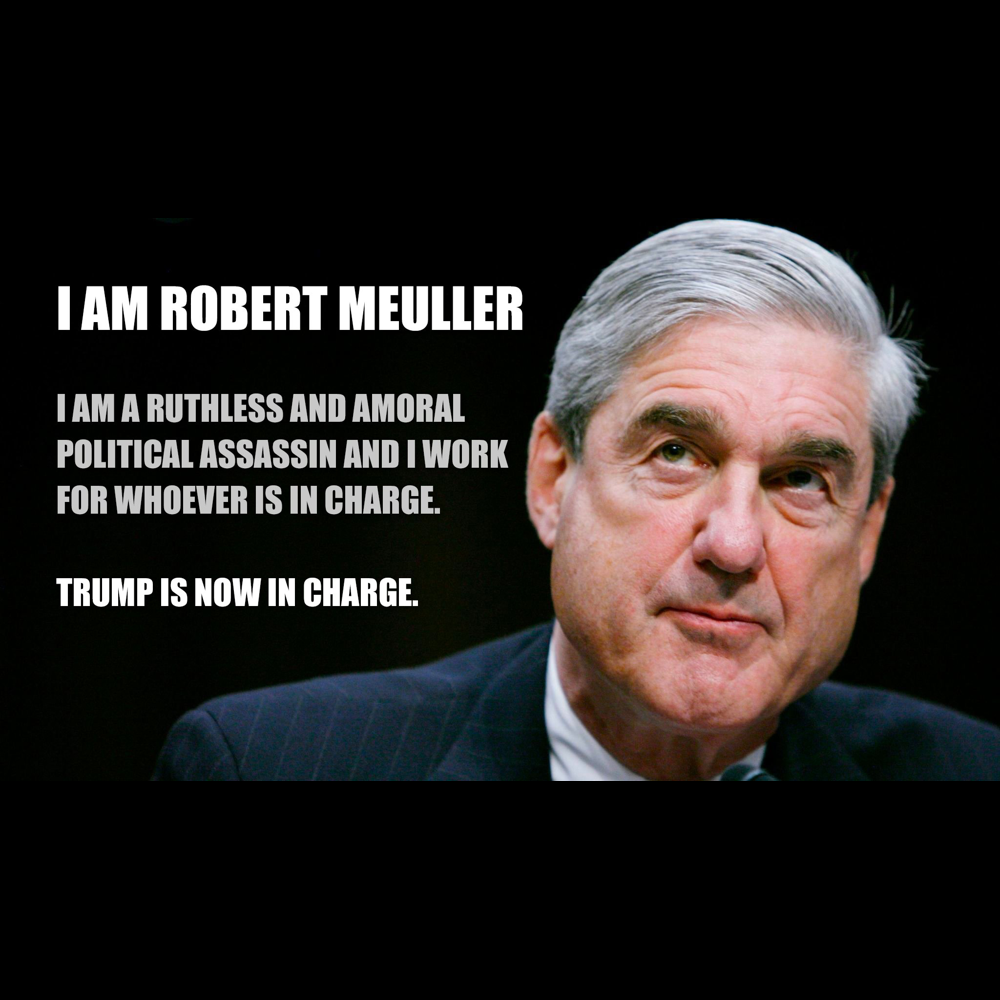 I AM ROBERT MEULLER
I AM A RUTHLESS AND AMORAL
POLITICAL ASSASSIN AND I WORK
FOR WHOEVER IS IN CHARGE.
TRUMP IS NOW IN CHARGE.